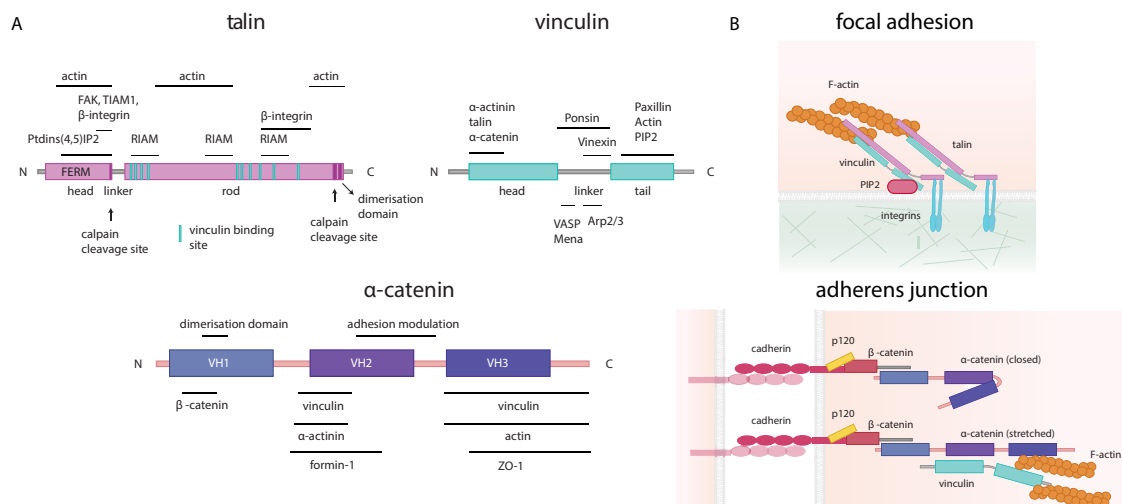 A
talin
actin
actin
actin
FAK, TIAM1,
β-integrin
β-integrin
Ptdins(4,5)IP2
RIAM
RIAM
RIAM
N
FERM
C
head
linker
rod
calpain
cleavage site
vinculin binding
site
calpain
cleavage site
dimerisation
domain
vinculin
α-actinin
talin
α-catenin
Ponsin
Vinexin
Paxillin
Actin
PIP2
N
C
head
linker
tail
VASP
Mena
Arp2/3
B
focal adhesion
F-actin
talin
vinculin
PIP2
integrins
α-catenin
dimerisation domain
adhesion modulation
N
VH1
VH2
VH3
C
β-catenin
vinculin
vinculin
α-actinin
actin
formin-1
ZO-1
adherens junction
cadherin
p120
β-catenin
α-catenin (closed)
cadherin
p120
β-catenin
α-catenin (stretched)
F-actin
vinculin